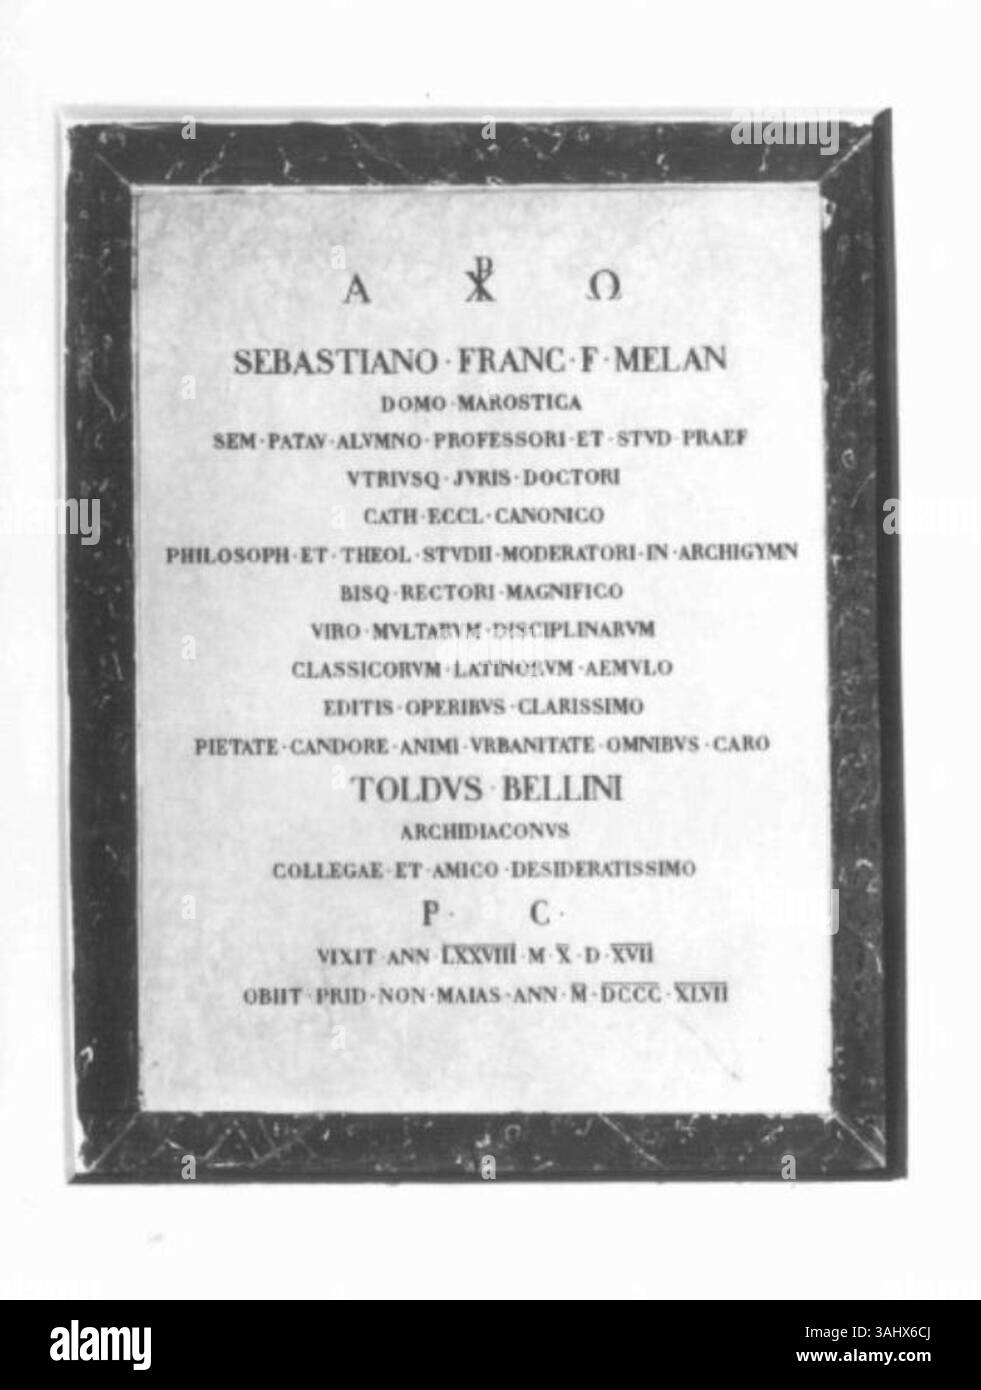 Α ☧ Ω
SEBASTIANO · FRANC · F · MELAN
DOMO · MAROSTICA
SEM · PATAV · ALVMNO · PROFESSORI · ET · STVD · PRAEF
VTRIVSQ · JVRIS · DOCTORI
CATH · ECCL · CANONICO
PHILOSOPH · ET · THEOL · STVDII · MODERATORI · IN · ARCHIGYMN
BISQ · RECTORI · MAGNIFICO
VIRO · MVLTARVM · DISCIPLINARVM
CLASSICORVM · LATINORVM · AEMVLO
EDITIS · OPERIBVS · CLARISSIMO
PIETATE · CANDORE · ANIMI · VRBANITATE · OMNIBVS · CARO
TOLDVS · BELLINI
ARCHIDIACONVS
COLLEGAE · ET · AMICO · DESIDERATISSIMO
P · C ·
VIXIT · ANN · LXXVIII · M · X · D · XVII
OBIIT · PRID · NON · MAIAS · ANN · M · DCCC · XLVII
alamy
Image ID: 3AHX6CJ
www.alamy.com